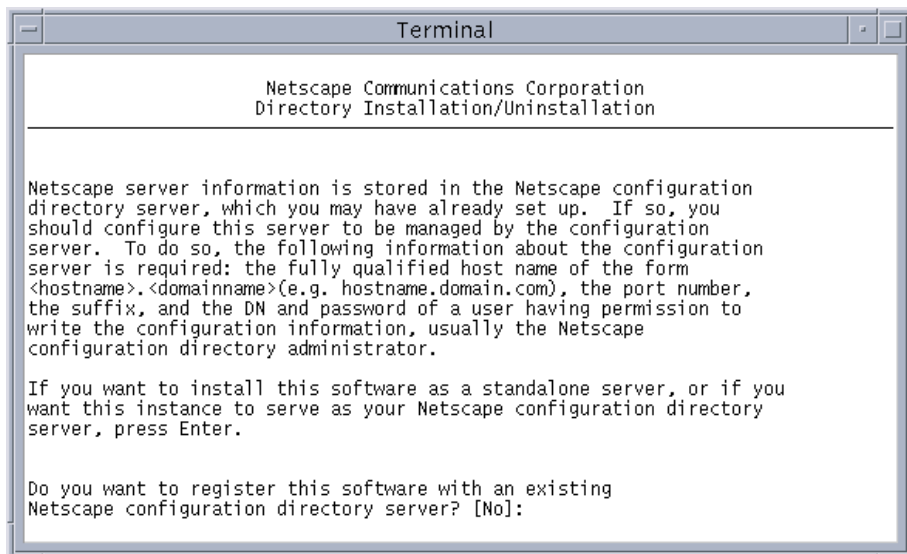 Terminal
Netscape Communications Corporation
Directory Installation/Uninstallation
Netscape server information is stored in the Netscape configuration
directory server, which you may have already set up.  If so, you
should configure this server to be managed by the configuration
server.  To do so, the following information about the configuration
server is required: the fully qualified host name of the form
<hostname>.<domainname>(e.g. hostname.domain.com), the port number,
the suffix, and the DN and password of a user having permission to
write the configuration information, usually the Netscape
configuration directory administrator.
If you want to install this software as a standalone server, or if you
want this instance to serve as your Netscape configuration directory
server, press Enter.
Do you want to register this software with an existing
Netscape configuration directory server? [No]: